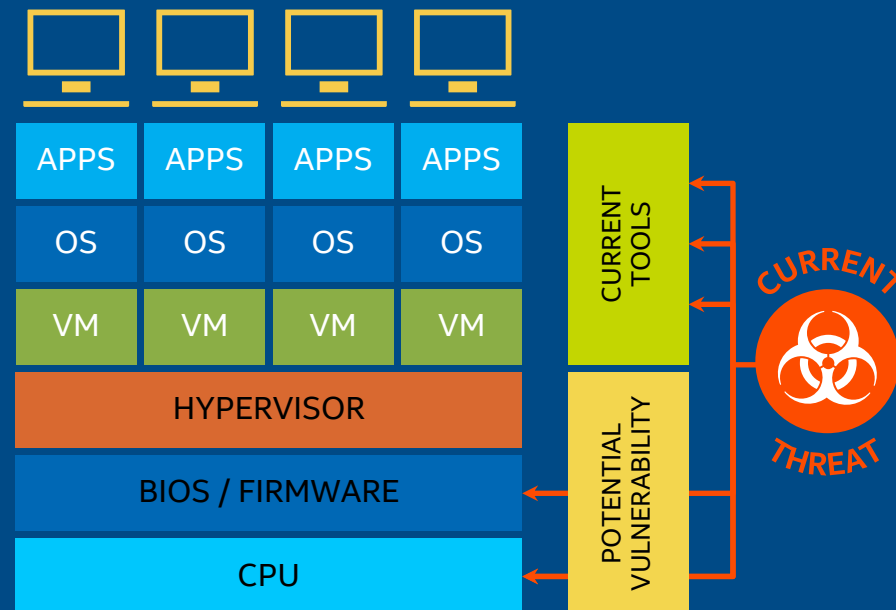 APPS APPS APPS APPS
OS OS OS OS
VM VM VM VM
HYPERVISOR
BIOS / FIRMWARE
CPU
CURRENT
TOOLS
POTENTIAL
VULNERABILITY
CURRENT
THREAT